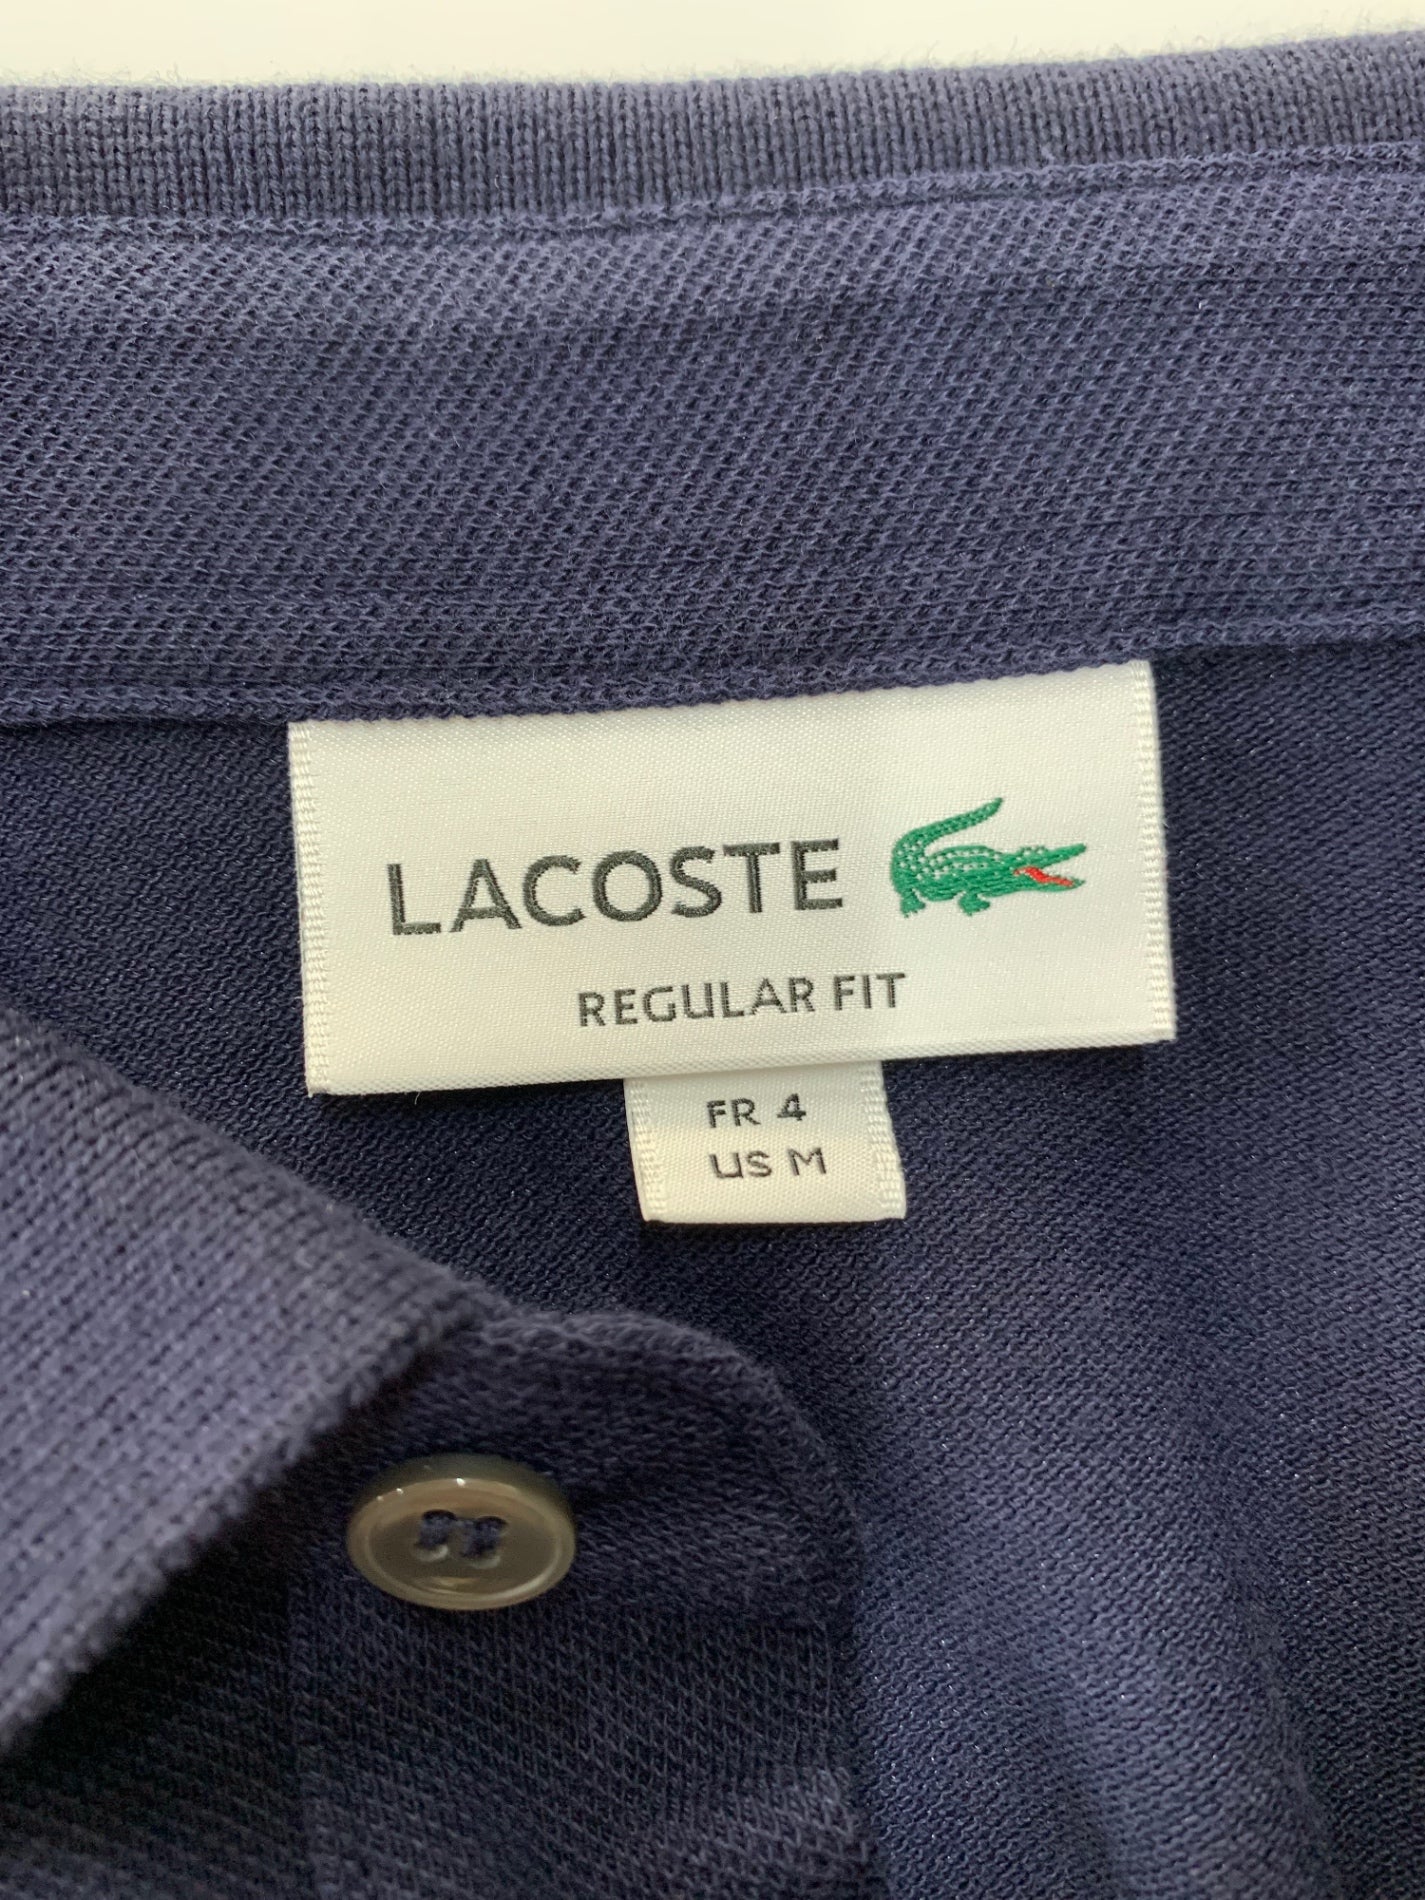 LACOSTE
REGULAR FIT
FR 4
US M